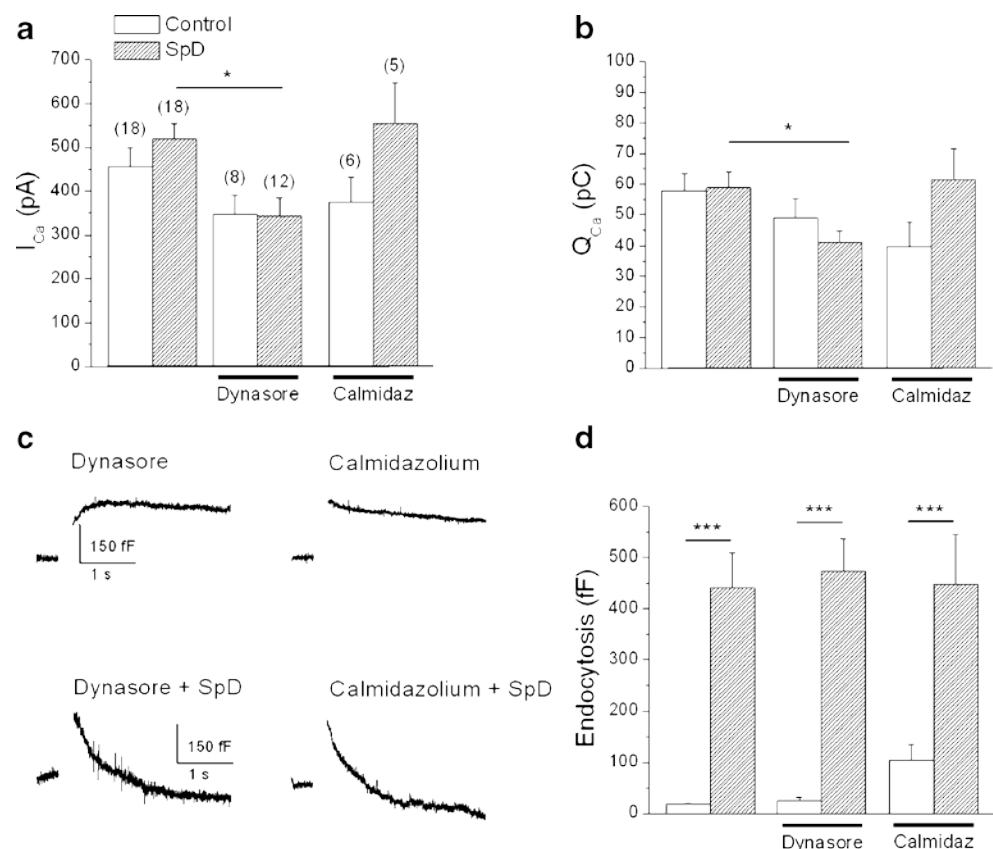 a
Control
SpD
I Ca (pA)
700
600
500
400
300
200
100
0
(18)
(18)
*
(8)
(12)
(6)
(5)
Dynasore
Calmidaz
b
Q Ca (pC)
100
90
80
70
60
50
40
30
20
10
0
*
Dynasore
Calmidaz
c
Dynasore
150 fF
1 s
Calmidazolium
Dynasore + SpD
150 fF
1 s
Calmidazolium + SpD
d
Endocytosis (fF)
600
500
400
300
200
100
0
***
***
***
Dynasore
Calmidaz